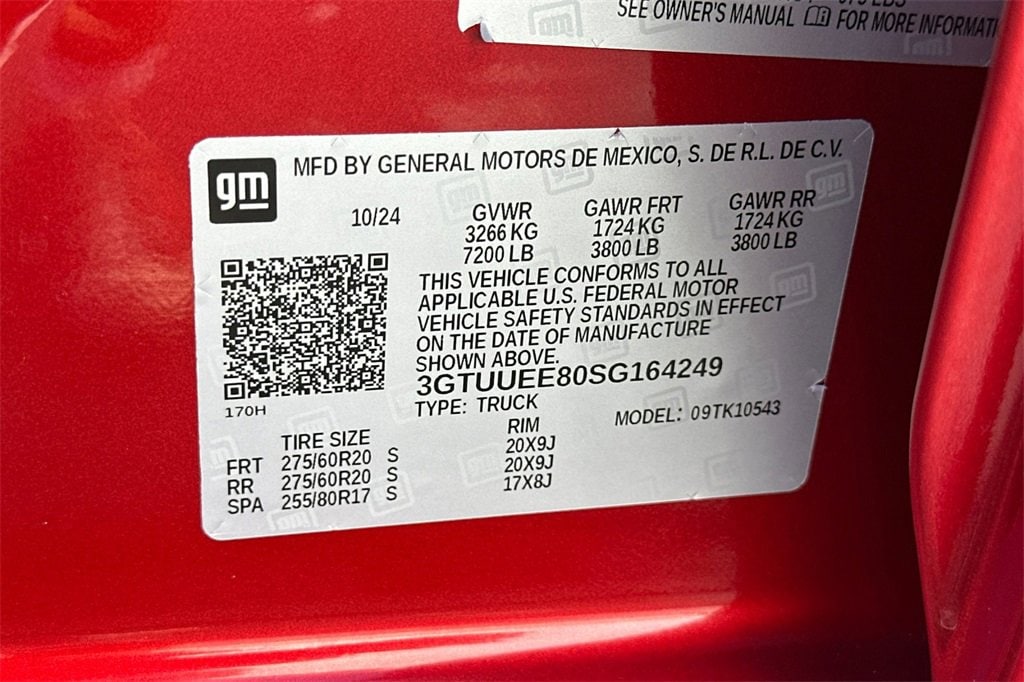 SEE OWNER'S MANUAL FOR MORE INFORMATI
gm
MFD BY GENERAL MOTORS DE MEXICO, S. DE R.L. DE C.V.
10/24 GVWR GAWR FRT GAWR RR
3266 KG 1724 KG 1724 KG
7200 LB 3800 LB 3800 LB
THIS VEHICLE CONFORMS TO ALL
APPLICABLE U.S. FEDERAL MOTOR
VEHICLE SAFETY STANDARDS IN EFFECT
ON THE DATE OF MANUFACTURE
SHOWN ABOVE.
3GTUUEE80SG164249
170H
TYPE: TRUCK MODEL: 09TK10543
TIRE SIZE RIM
FRT 275/60R20 S 20X9J
RR 275/60R20 S 20X9J
SPA 255/80R17 S 17X8J